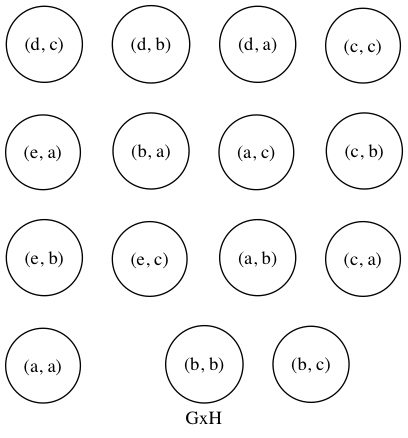 (d, c) (d, b) (d, a) (c, c)
(e, a) (b, a) (a, c) (c, b)
(e, b) (e, c) (a, b) (c, a)
(a, a) (b, b) (b, c)
GxH